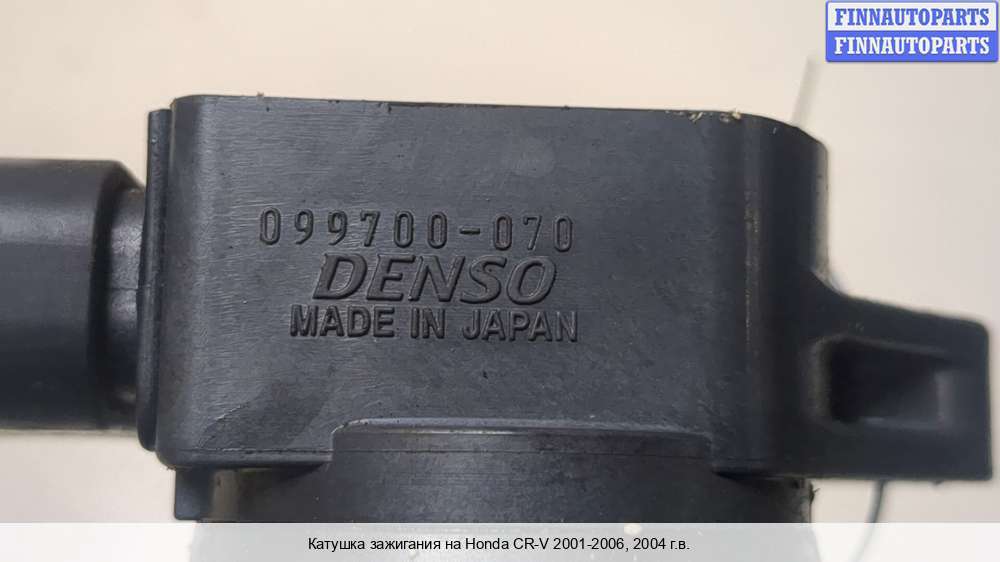 FINNAUTOPARTS
FINNAUTOPARTS
099700-070
DENSO
MADE IN JAPAN
Катушка зажигания на Honda CR-V 2001-2006, 2004 г.в.